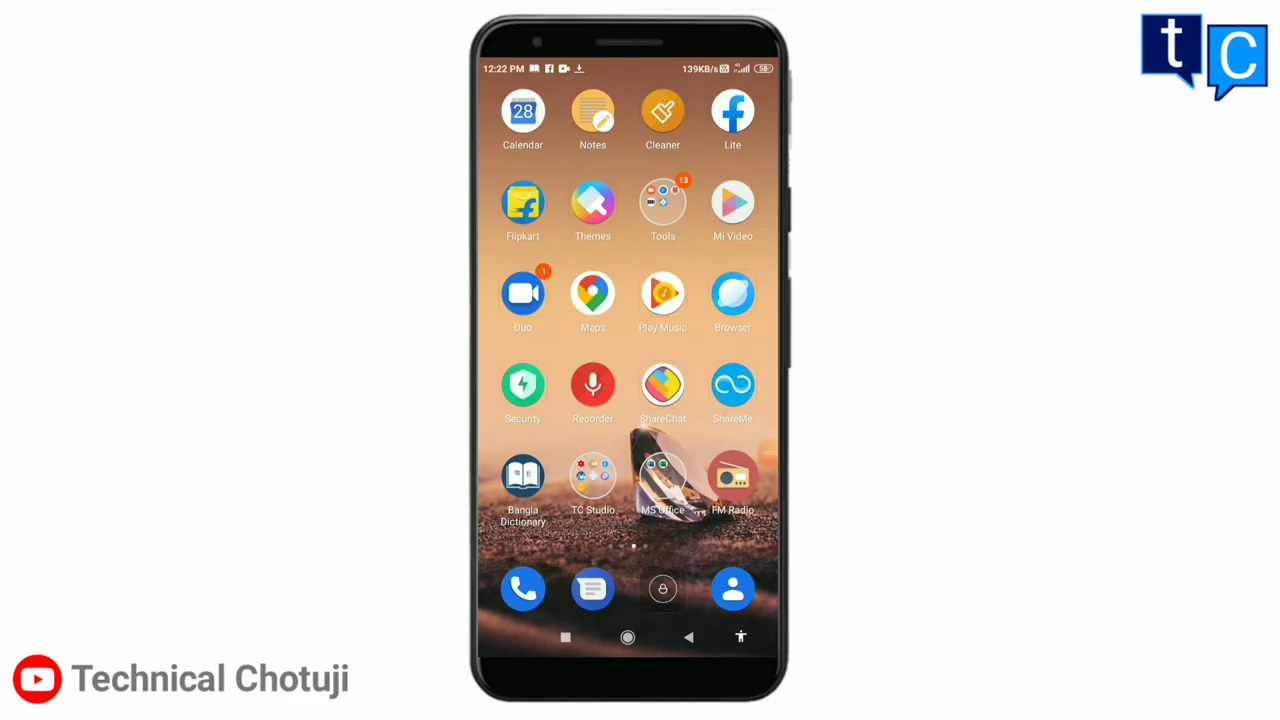 t C
12:22 PM 139KB/s 4G 58
28
Calendar Notes Cleaner Lite
13
Flipkart Themes Tools Mi Video
1
Duo Maps Play Music Browser
Security Recorder ShareChat ShareMe
Bangla Dictionary TC Studio MS Office FM Radio
Technical Chotuji